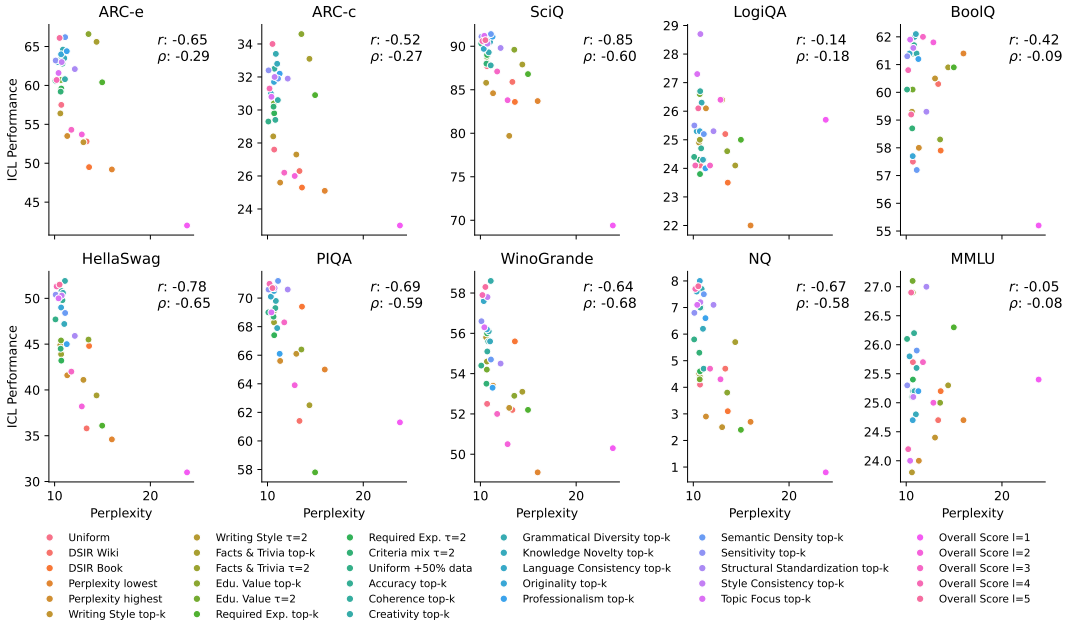 ARC-e ARC-c SciQ LogiQA BoolQ
r: -0.65 r: -0.52 r: -0.85 r: -0.14 r: -0.42
ρ: -0.29 ρ: -0.27 ρ: -0.60 ρ: -0.18 ρ: -0.09
ICL Performance
65 60 55 50 45
34 32 30 28 26 24
90 85 80 75 70
29 28 27 26 25 24 23 22
62 61 60 59 58 57 56 55
10 20 10 20 10 20 10 20 10 20
HellaSwag PIQA WinoGrande NQ MMLU
r: -0.78 r: -0.69 r: -0.64 r: -0.67 r: -0.05
ρ: -0.65 ρ: -0.59 ρ: -0.68 ρ: -0.58 ρ: -0.08
ICL Performance
50 45 40 35 30
72 70 68 66 64 62 60 58
58 56 54 52 50
8 7 6 5 4 3 2 1
27.0 26.5 26.0 25.5 25.0 24.5 24.0
10 20 10 20 10 20 10 20 10 20
Perplexity Perplexity Perplexity Perplexity Perplexity
Uniform
DSIR Wiki
DSIR Book
Perplexity lowest
Perplexity highest
Writing Style top-k
Writing Style τ=2
Facts & Trivia top-k
Facts & Trivia τ=2
Edu. Value top-k
Edu. Value τ=2
Required Exp. top-k
Required Exp. τ=2
Criteria mix τ=2
Uniform +50% data
Accuracy top-k
Coherence top-k
Creativity top-k
Grammatical Diversity top-k
Knowledge Novelty top-k
Language Consistency top-k
Originality top-k
Professionalism top-k
Semantic Density top-k
Sensitivity top-k
Structural Standardization top-k
Style Consistency top-k
Topic Focus top-k
Overall Score l=1
Overall Score l=2
Overall Score l=3
Overall Score l=4
Overall Score l=5